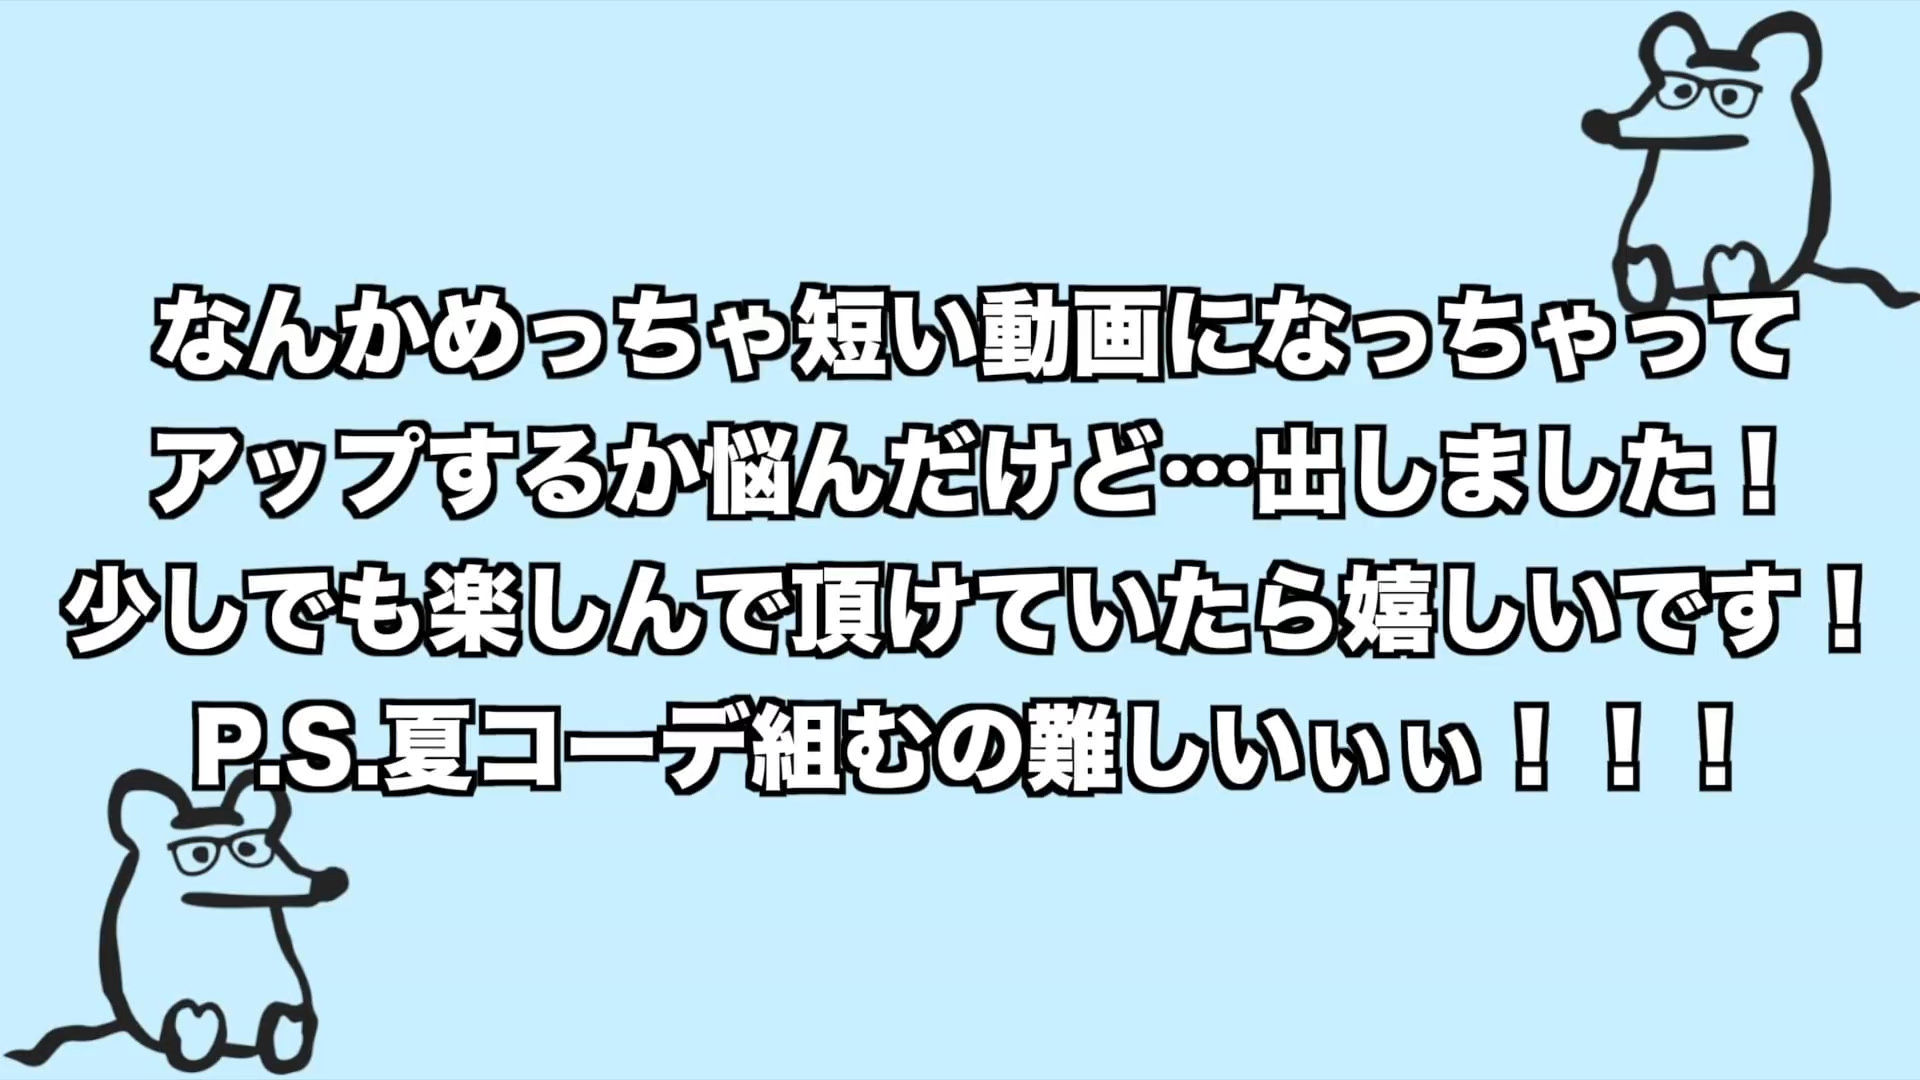 なんかめっちゃ短い動画になっちゃって
アップするか悩んだけど…出しました！
少しでも楽しんで頂けていたら嬉しいです！
P.S.夏コーデ組むの難しいぃぃ！！！